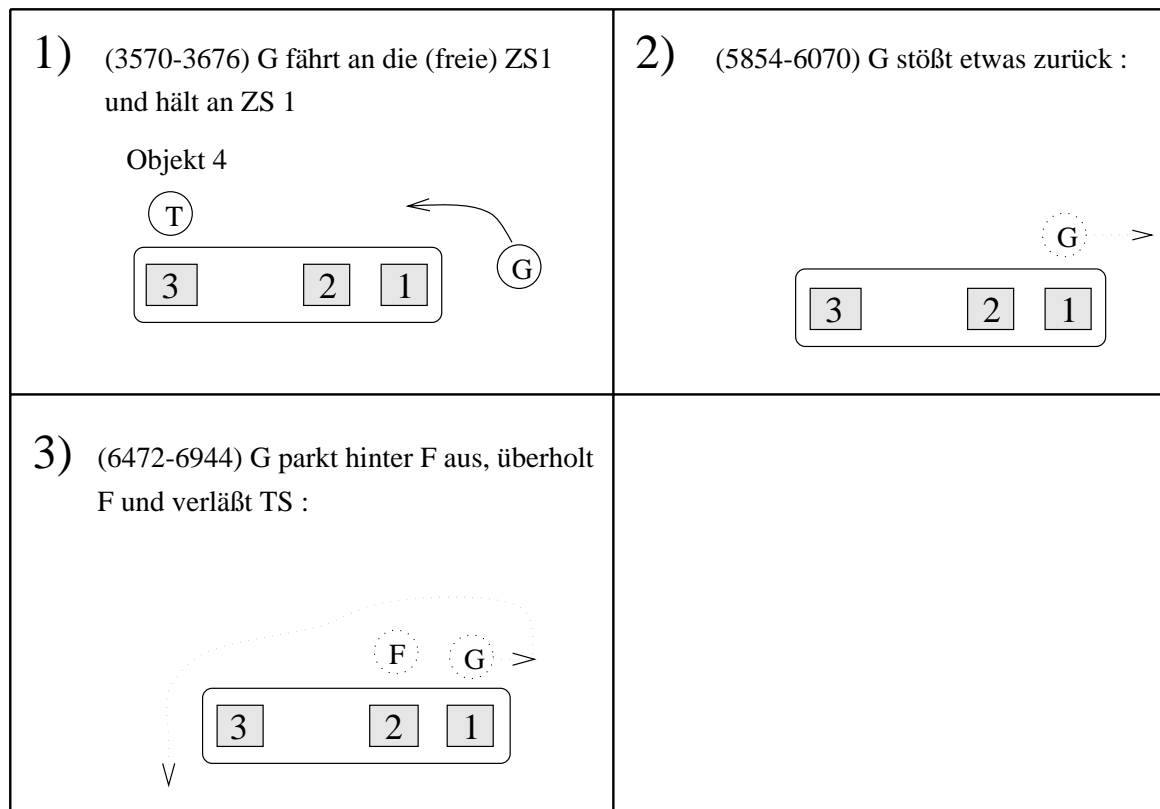 1) (3570-3676) G fährt an die (freie) ZS1
und hält an ZS 1
Objekt 4
T
G
3 2 1
2) (5854-6070) G stößt etwas zurück :
G
3 2 1
3) (6472-6944) G parkt hinter F aus, überholt
F und verläßt TS :
F G
3 2 1